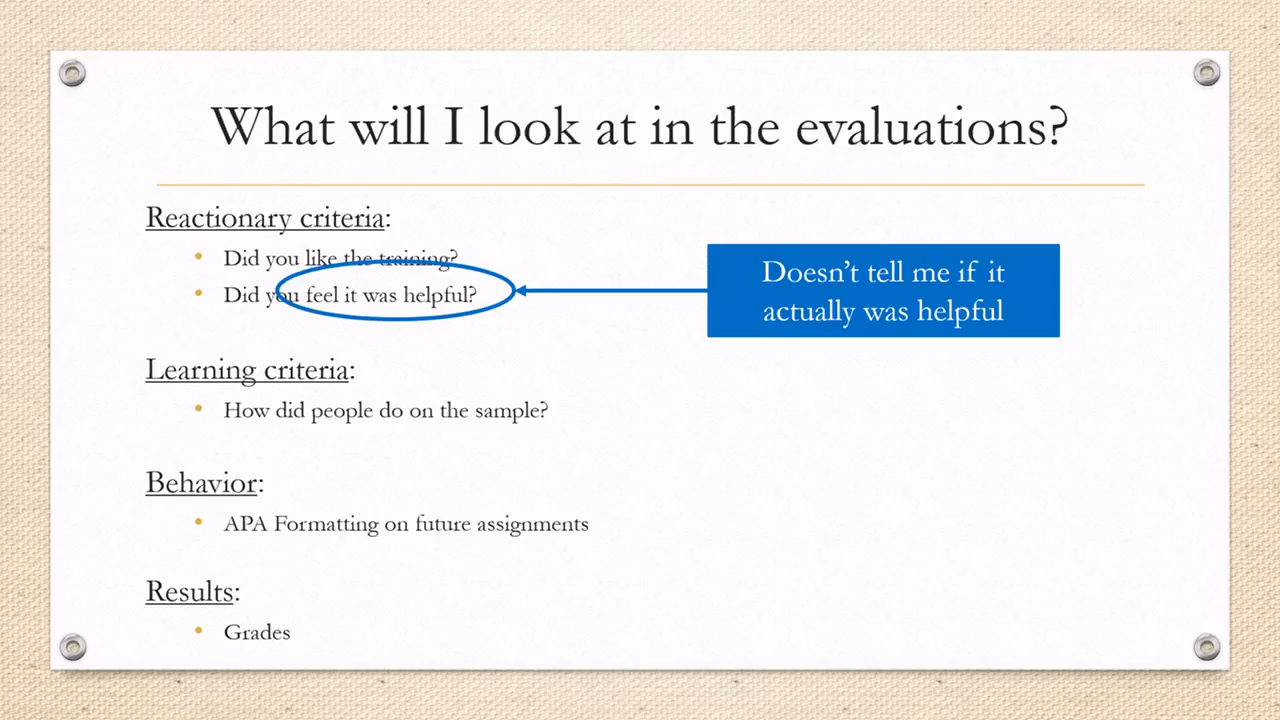 What will I look at in the evaluations?
Reactionary criteria:
• Did you like the training?
• Did you feel it was helpful?
Doesn't tell me if it
actually was helpful
Learning criteria:
• How did people do on the sample?
Behavior:
• APA Formatting on future assignments
Results:
• Grades